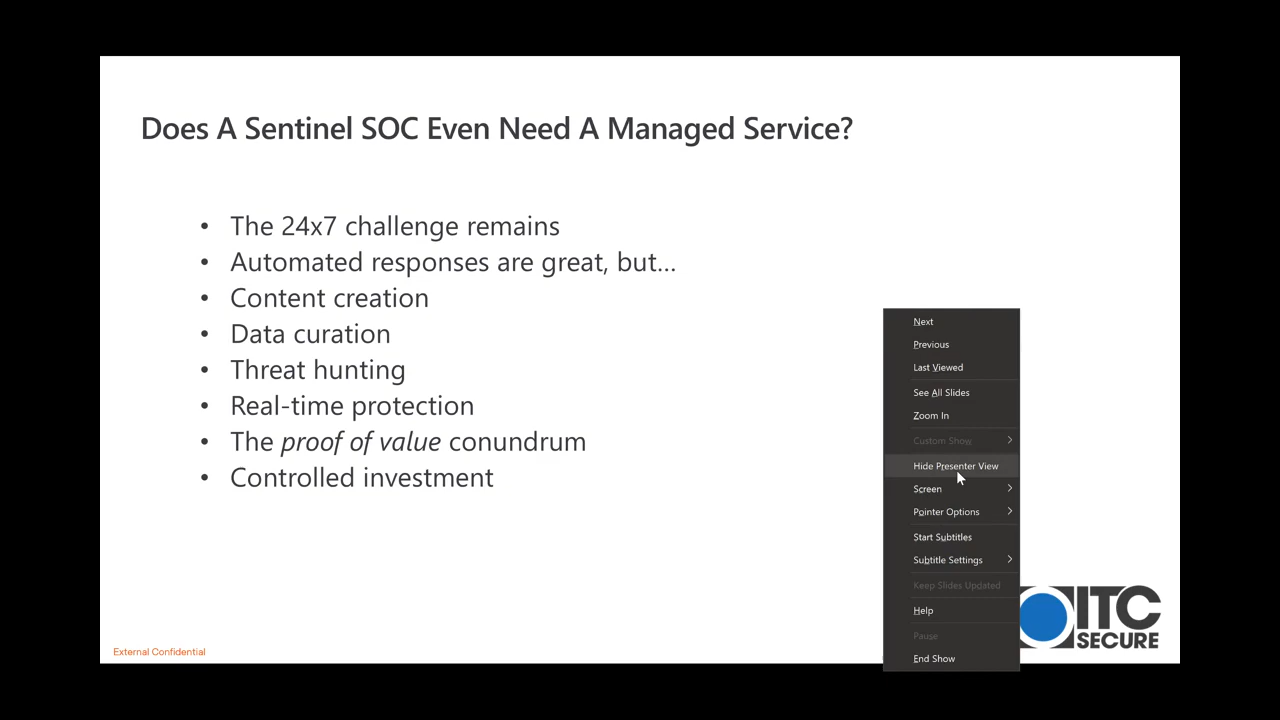 Does A Sentinel SOC Even Need A Managed Service?
• The 24x7 challenge remains
• Automated responses are great, but...
• Content creation
• Data curation
• Threat hunting
• Real-time protection
• The proof of value conundrum
• Controlled investment
Next
Previous
Last Viewed
See All Slides
Zoom In
Custom Show
Hide Presenter View
Screen
Pointer Options
Start Subtitles
Subtitle Settings
Keep Slides Updated
Help
Pause
End Show
ITC
SECURE
External Confidential